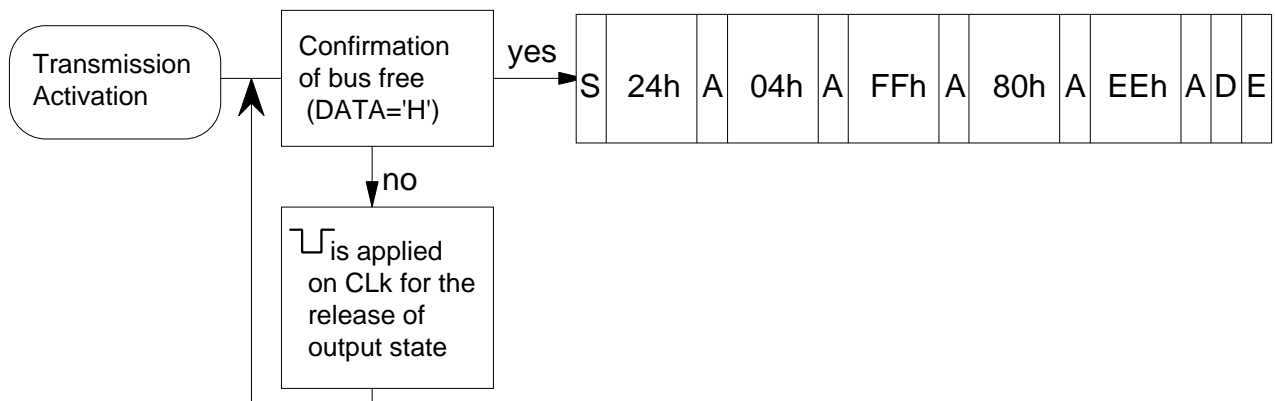 Transmission
Activation
Confirmation
of bus free
(DATA='H')
yes
S 24h A 04h A FFh A 80h A EEh A D E
no
is applied
on CLk for the
release of
output state